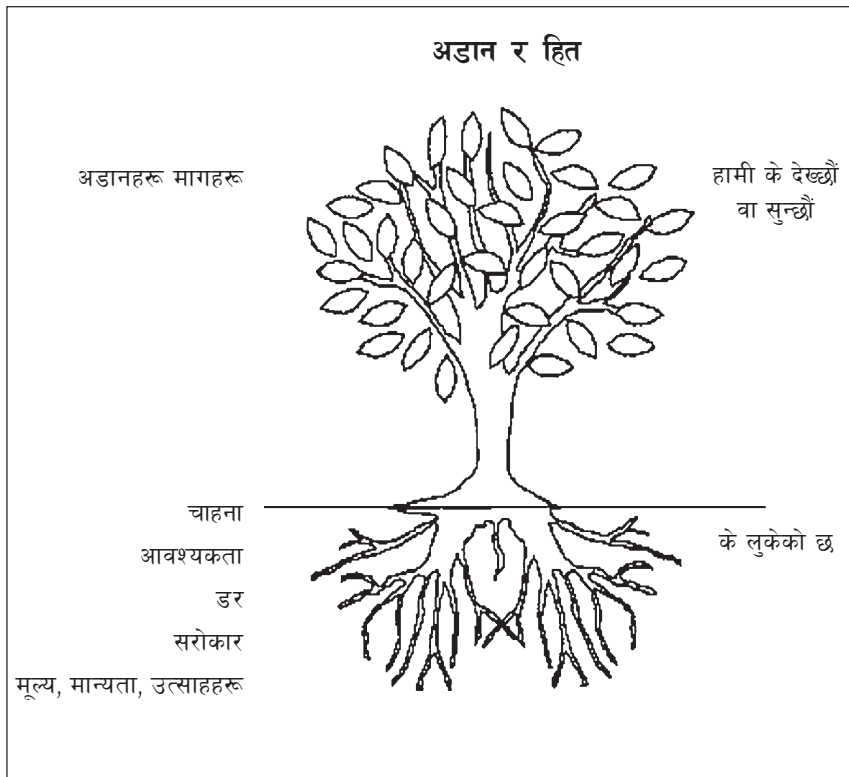 अडान र हित
अडानहरू मागहरू
हामी के देख्छौं
वा सुन्छौं
चाहना
आवश्यकता
डर
सरोकार
मूल्य, मान्यता, उत्साहहरू
के लुकेको छ